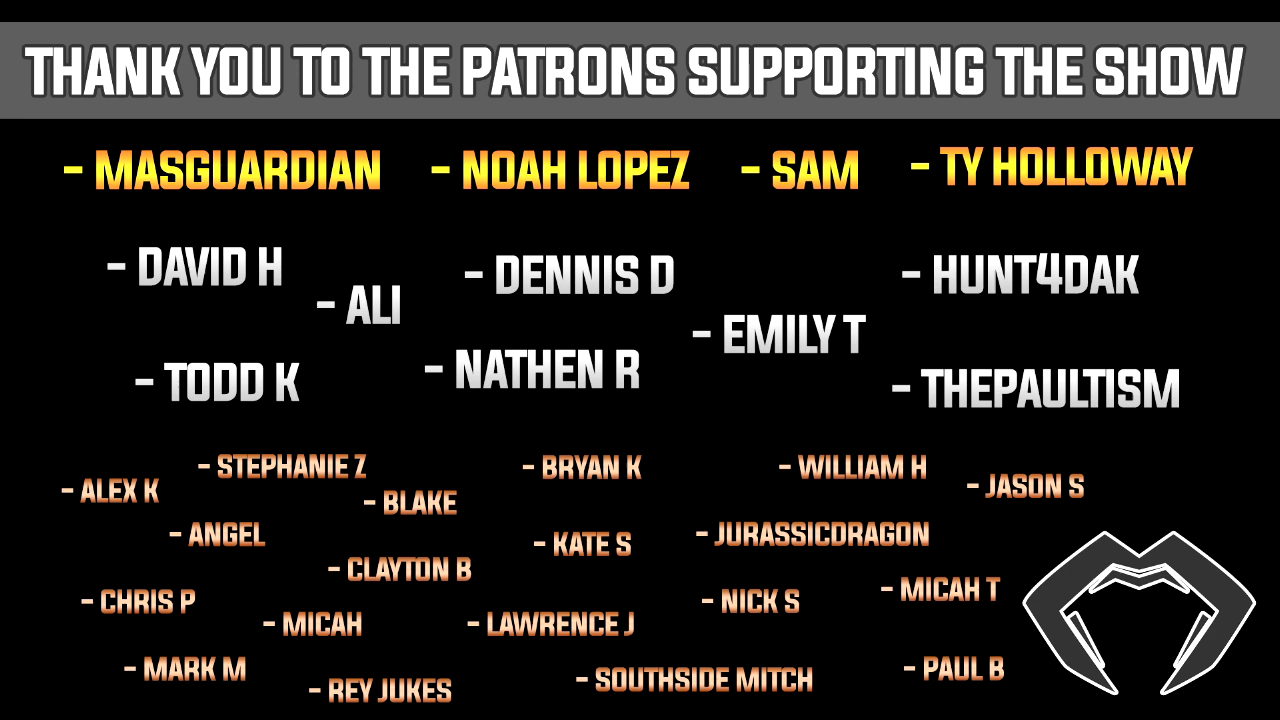 THANK YOU TO THE PATRONS SUPPORTING THE SHOW
- MASGUARDIAN - NOAH LOPEZ - SAM - TY HOLLOWAY
- DAVID H - DENNIS D - HUNT4DAK
- ALI - EMILY T
- TODD K - NATHEN R - THEPAULTISM
- STEPHANIE Z - BRYAN K - WILLIAM H
- ALEX K - BLAKE - JASON S
- ANGEL - KATE S - JURASSICDRAGON
- CLAYTON B
- CHRIS P - NICK S - MICAH T
- MICAH - LAWRENCE J
- MARK M - SOUTHSIDE MITCH - PAUL B
- REY JUKES